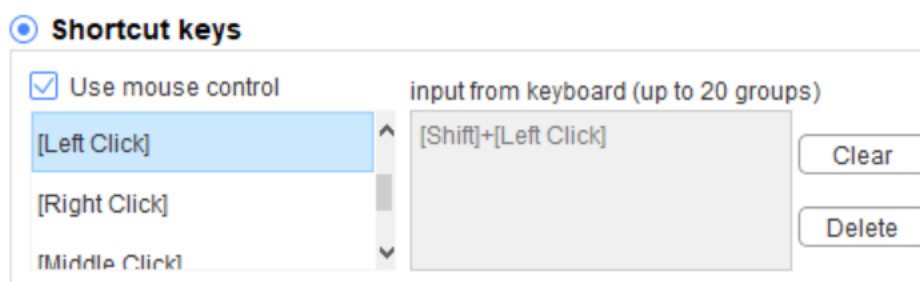 Shortcut keys
Use mouse control
input from keyboard (up to 20 groups)
[Left Click]
[Shift]+[Left Click]
Clear
[Right Click]
Delete
[Middle Click]